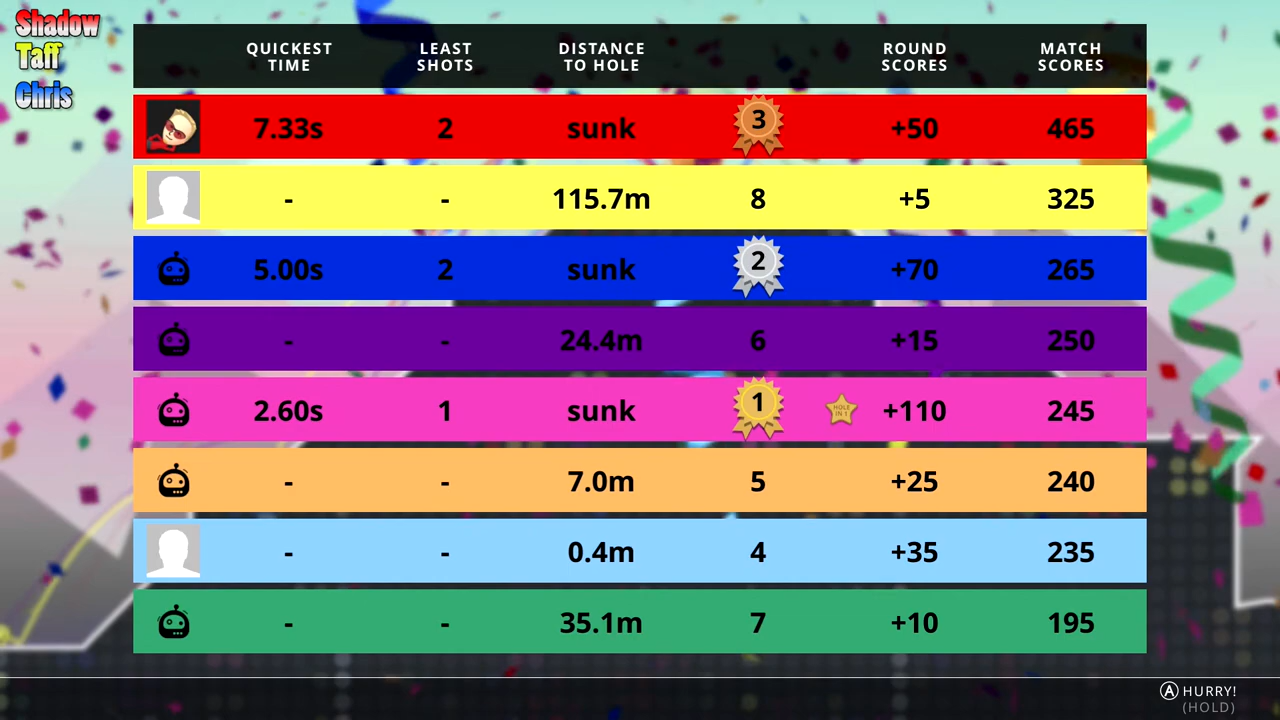 Shadow
Taff
Chris
QUICKEST TIME LEAST SHOTS DISTANCE TO HOLE ROUND SCORES MATCH SCORES
7.33s 2 sunk 3 +50 465
- - 115.7m 8 +5 325
5.00s 2 sunk 2 +70 265
- - 24.4m 6 +15 250
2.60s 1 sunk 1 HOLE IN 1 +110 245
- - 7.0m 5 +25 240
- - 0.4m 4 +35 235
- - 35.1m 7 +10 195
A HURRY!
(HOLD)